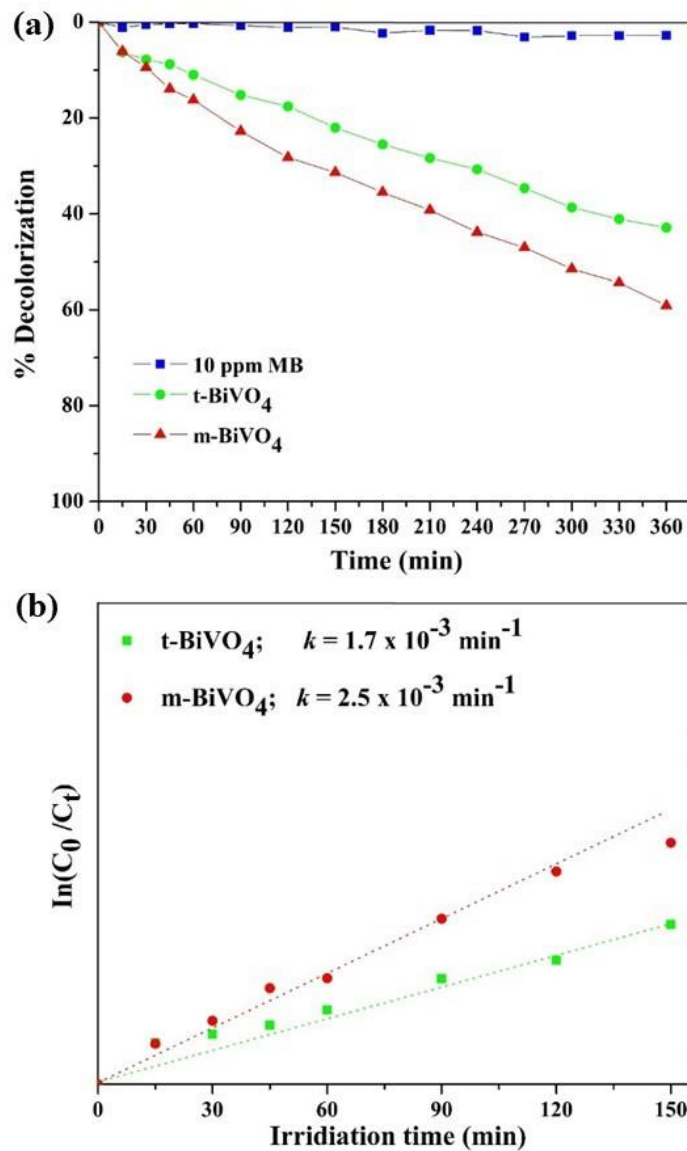 (a)
0
20
40
60
80
100
% Decolorization
10 ppm MB
t-BiVO4
m-BiVO4
0 30 60 90 120 150 180 210 240 270 300 330 360
Time (min)
(b)
t-BiVO4; k = 1.7 x 10^-3 min^-1
m-BiVO4; k = 2.5 x 10^-3 min^-1
In(C0 /Ct)
0 30 60 90 120 150
Irridiation time (min)